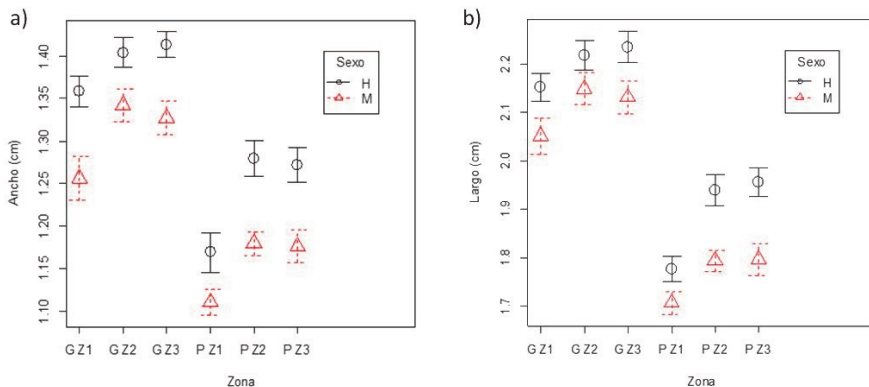 a)
Ancho (cm)
1.40
1.35
1.30
1.25
1.20
1.15
1.10
Sexo
H
M
G Z1 G Z2 G Z3 P Z1 P Z2 P Z3
Zona
b)
Largo (cm)
2.2
2.1
2.0
1.9
1.8
1.7
Sexo
H
M
G Z1 G Z2 G Z3 P Z1 P Z2 P Z3
Zona